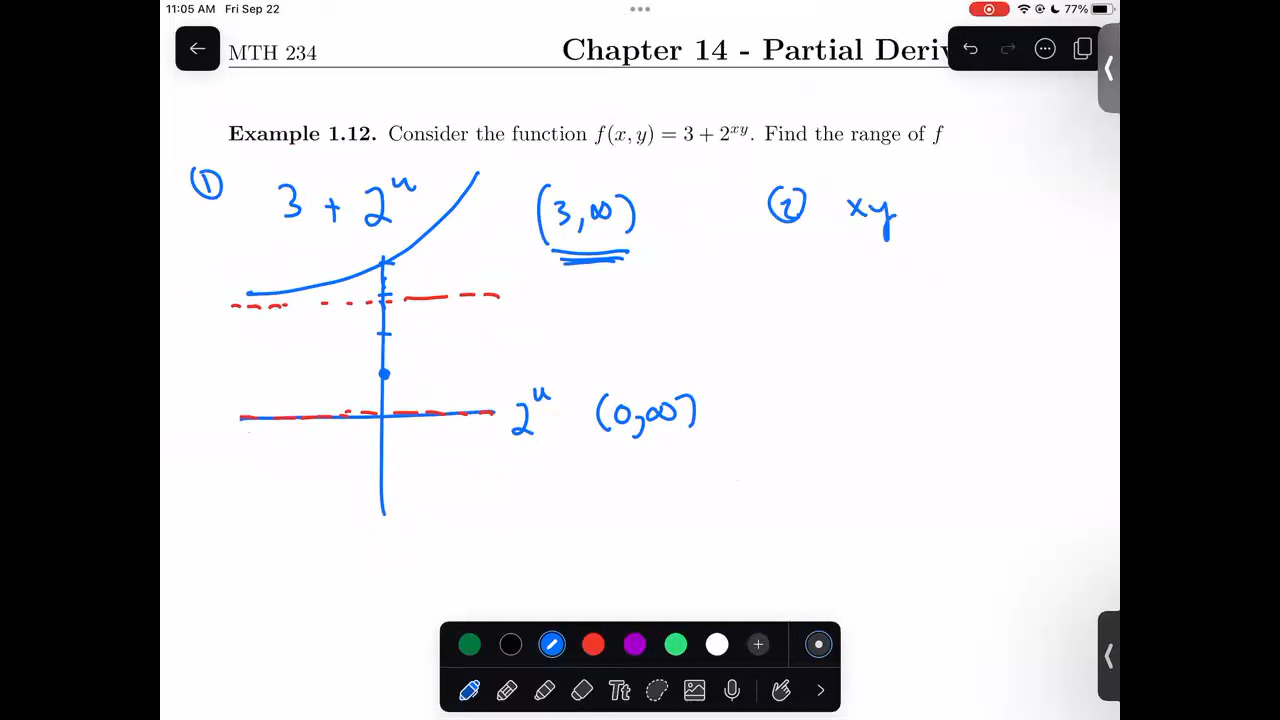 11:05 AM Fri Sep 22
77%
MTH 234
Chapter 14 - Partial Deriv
Example 1.12. Consider the function f(x, y) = 3 + 2^{xy}. Find the range of f
① 3 + 2^u (3, ∞) ② xy
2^u (0, ∞)
Tt